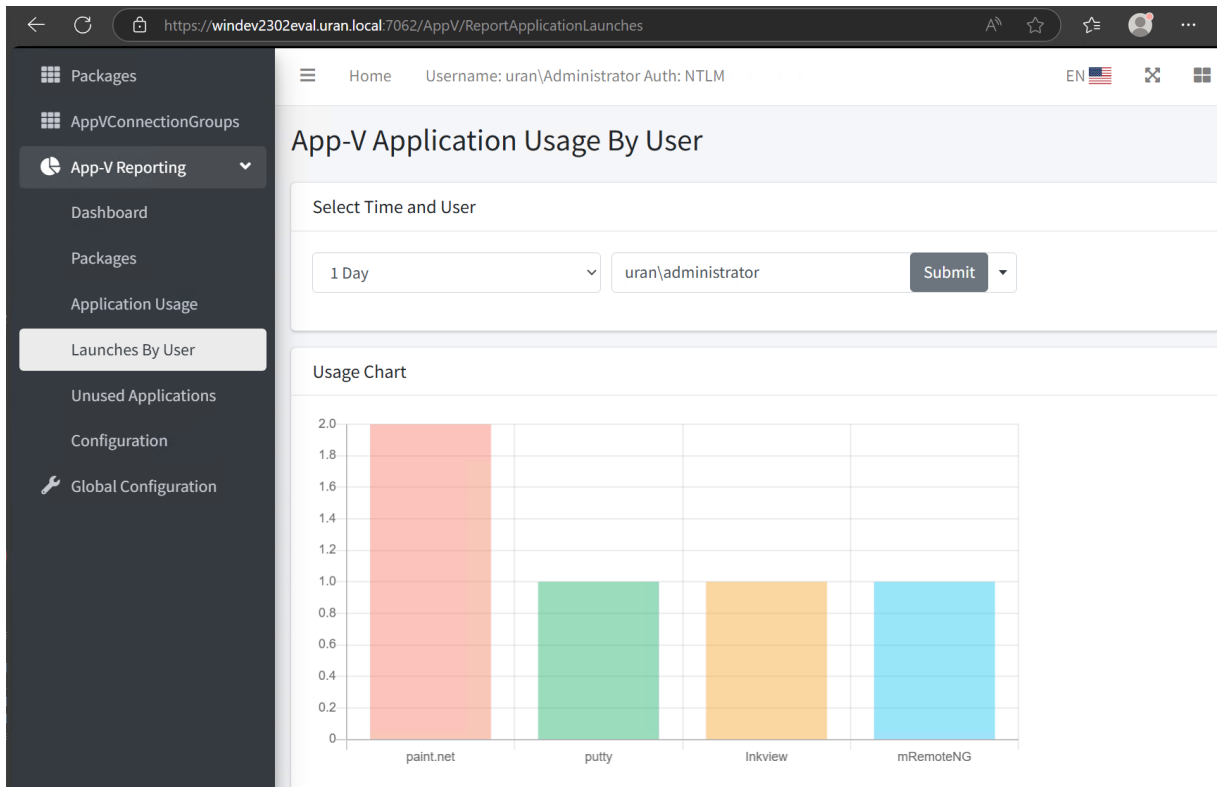 https://windev2302eval.uran.local:7062/AppV/ReportApplicationLaunches
Packages
AppVConnectionGroups
App-V Reporting
Dashboard
Packages
Application Usage
Launches By User
Unused Applications
Configuration
Global Configuration
Home Username: uran\Administrator Auth: NTLM EN
App-V Application Usage By User
Select Time and User
1 Day uran\administrator Submit
Usage Chart
2.0
1.8
1.6
1.4
1.2
1.0
0.8
0.6
0.4
0.2
0
paint.net putty Inkview mRemoteNG